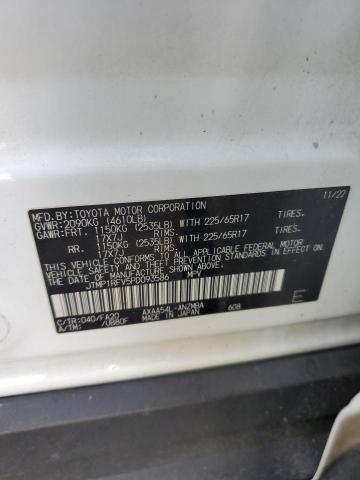 MFD.BY:TOYOTA MOTOR CORPORATION 11/22
GVWR:2090KG (4610LB)
GAWR:FRT. 1150KG (2535LB) WITH 225/65R17 TIRES,
17X7J RIMS.
RR. 1150KG (2535LB) WITH 225/65R17 TIRES,
17X7J RIMS.
THIS VEHICLE CONFORMS TO ALL APPLICABLE FEDERAL MOTOR
VEHICLE SAFETY AND THEFT PREVENTION STANDARDS IN EFFECT ON
THE DATE OF MANUFACTURE SHOWN ABOVE.
JTMP1RFV5PD093586 MPV
C/TR:040/FA20 AXAA54L-ANZMBA 608
A/TM: /UB80F MADE IN JAPAN
E